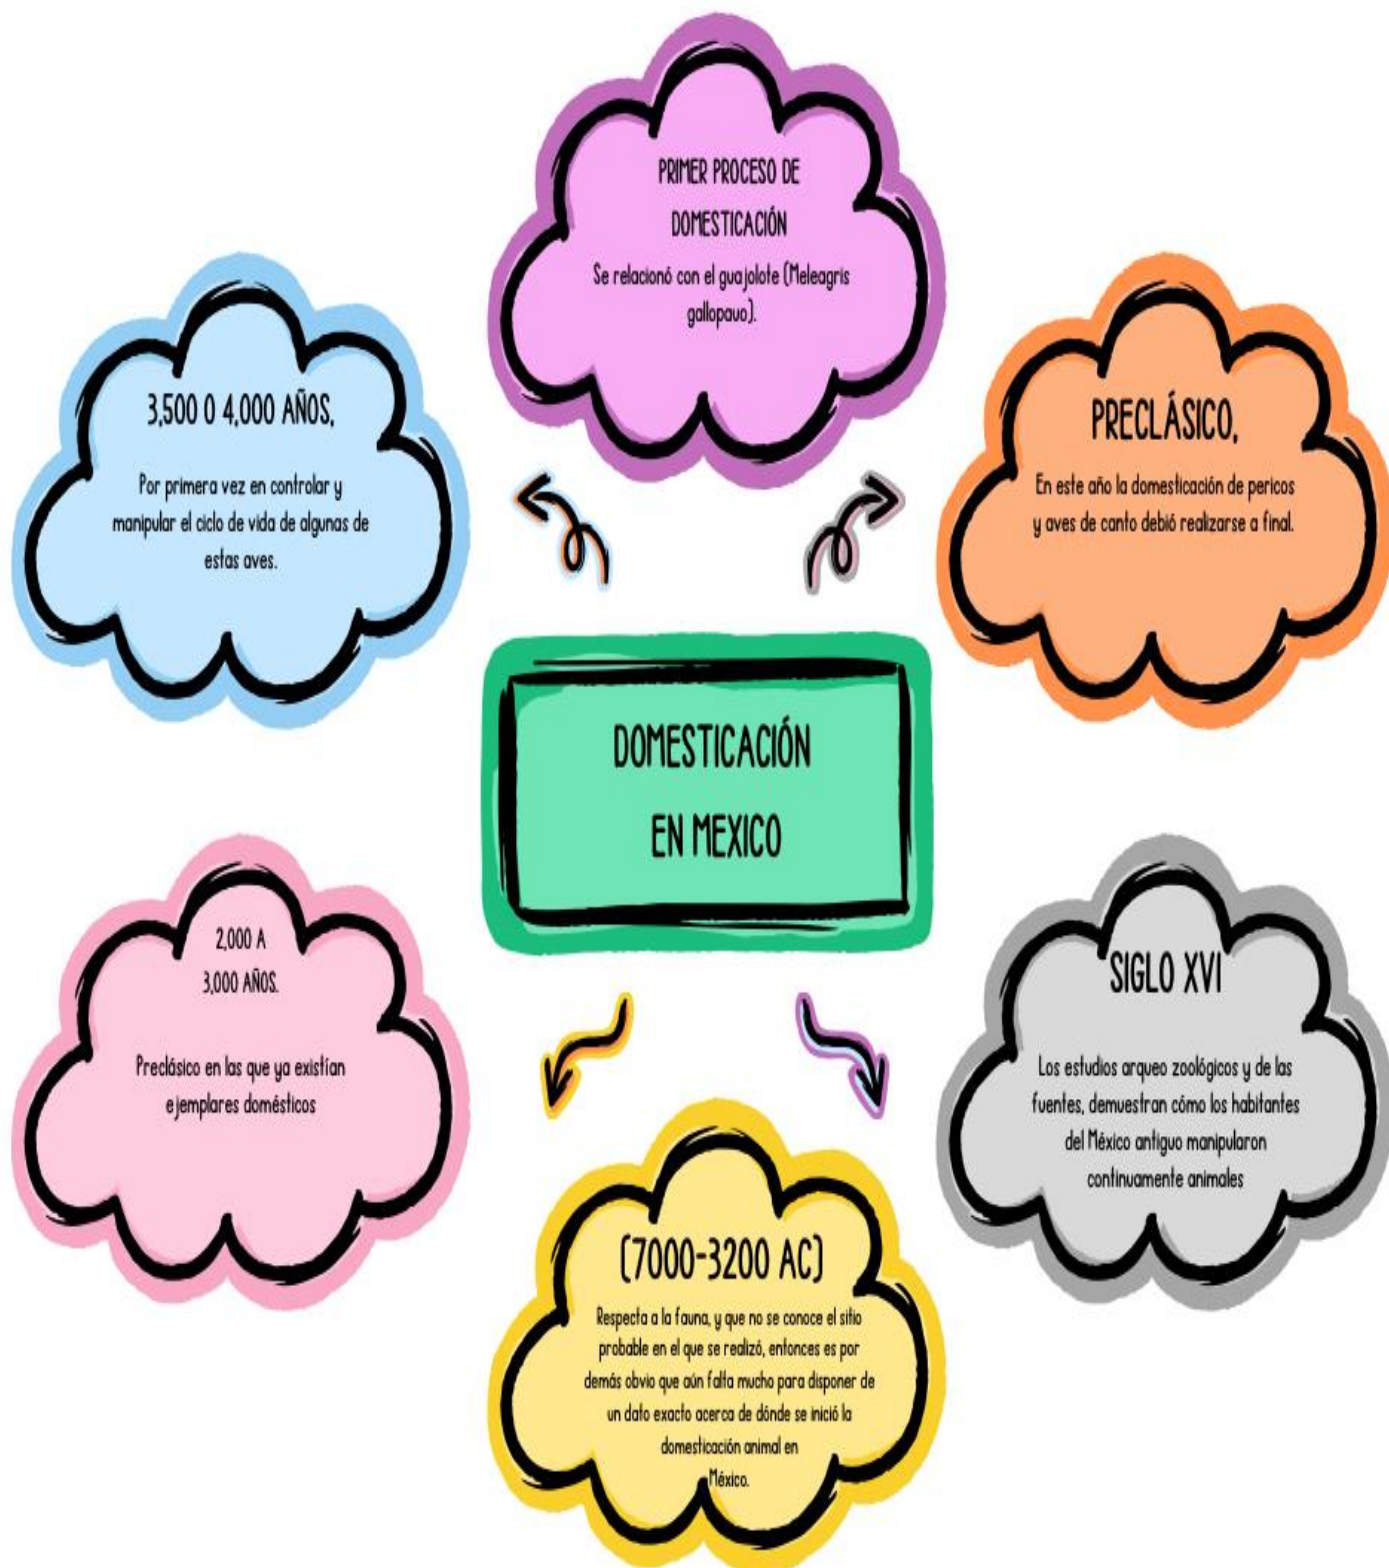 PRIMER PROCESO DE
DOMESTICACIÓN
Se relacionó con el guajolote (Meleagris
gallopavo).
3,500 O 4,000 AÑOS,
Por primera vez en controlar y
manipular el ciclo de vida de algunas de
estas aves.
PRECLÁSICO,
En este año la domesticación de pericos
y aves de canto debió realizarse a final.
DOMESTICACIÓN
EN MEXICO
2,000 A
3,000 AÑOS.
Preclásico en las que ya existían
ejemplares domésticos
SIGLO XVI
Los estudios arqueo zoológicos y de las
fuentes, demuestran cómo los habitantes
del México antiguo manipularon
continuamente animales
(7000-3200 AC)
Respecta a la fauna, y que no se conoce el sitio
probable en el que se realizó, entonces es por
demás obvio que aún falta mucho para disponer de
un dato exacto acerca de dónde se inició la
domesticación animal en
México.